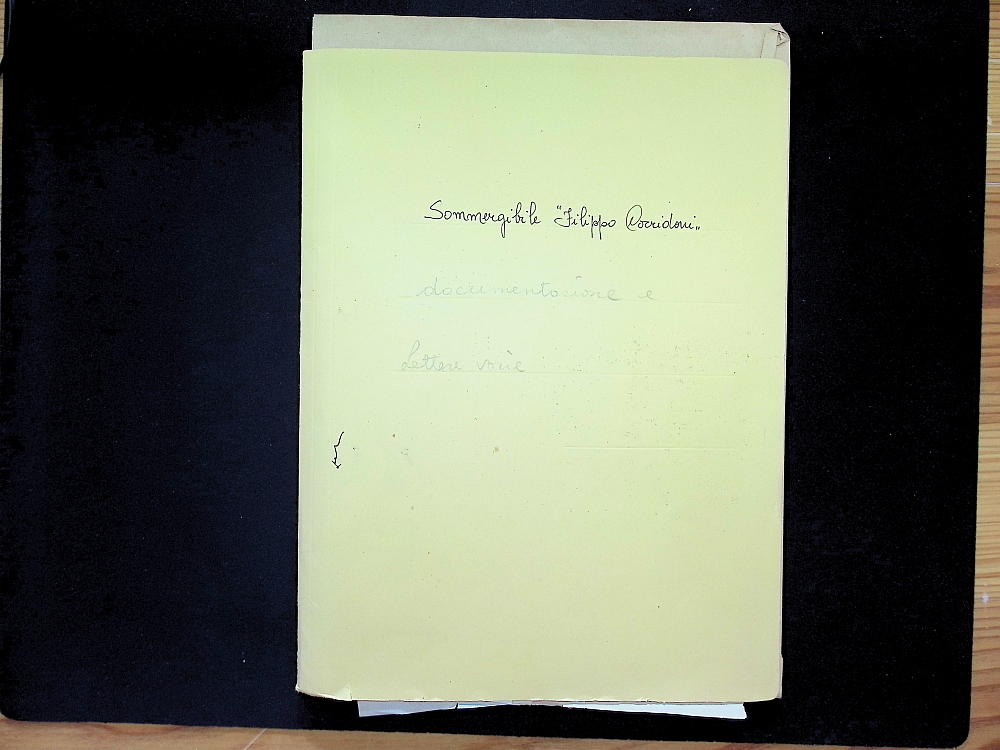 Sommergibile "Filippo Corridoni"
documentazione e
Lettere varie